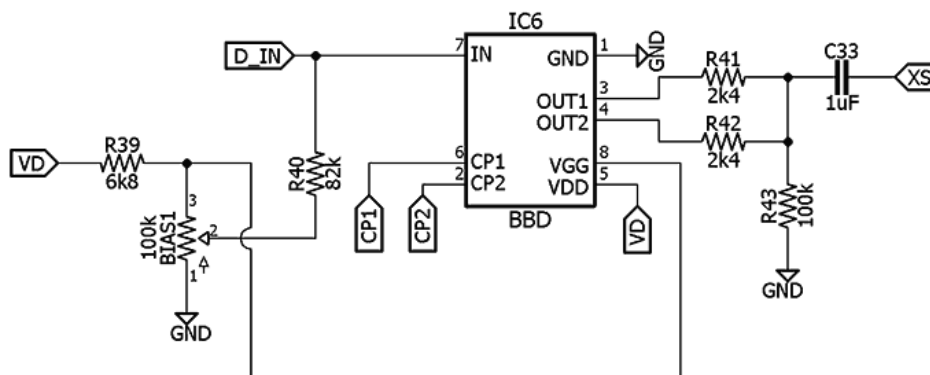 IC6
D_IN
7
IN
GND
1
GND
R41
2k4
C33
1uF
XS
OUT1
3
OUT2
4
R42
2k4
VD
R39
6k8
R40
82k
6
CP1
2
CP2
VGG
8
VDD
5
BBD
CP1
CP2
VD
R43
100k
GND
3
100k
BIAS1
2
1
GND